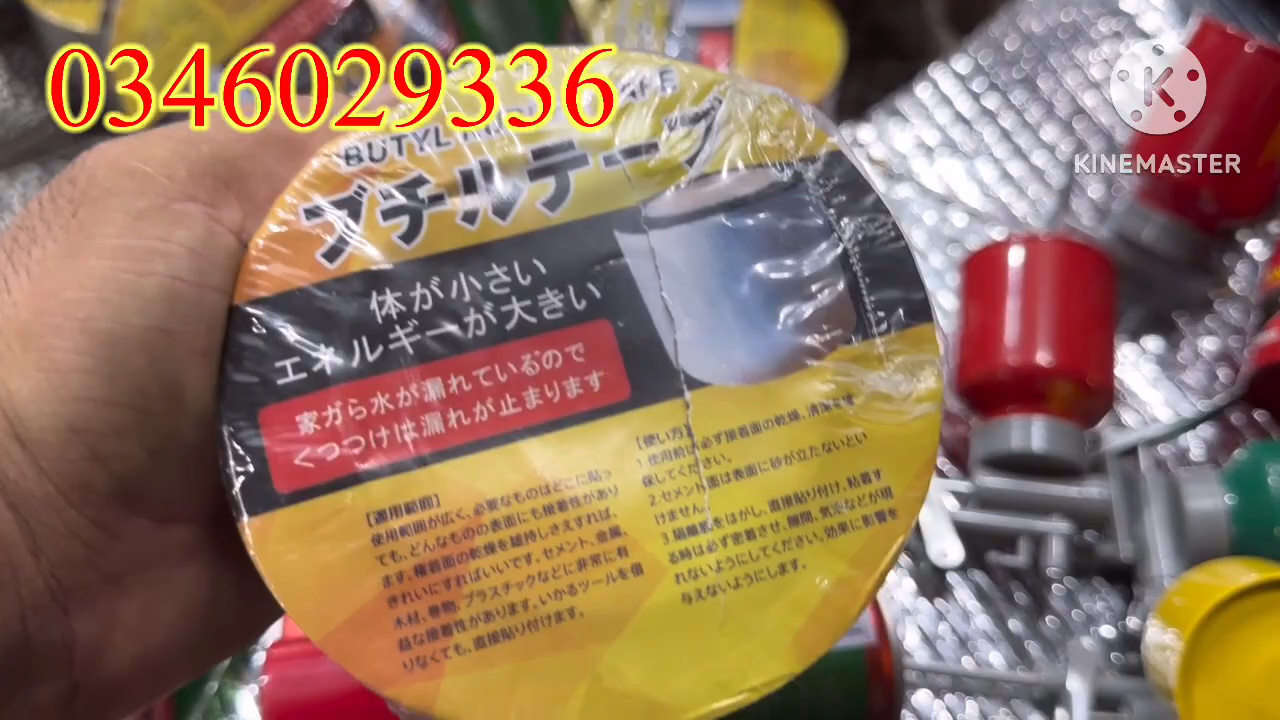 0346029336
KINEMASTER
BUTYL
ブチルテープ
体が小さい
エネルギーが大きい
家ガら水が漏れているので
くっつけは漏れが止まります
【適用範囲】
使用範囲が広く、必要なものはどこに貼っ
ても、どんなものの表面にも接着性があり
ます。接着面の乾燥を維持しさえすれば、
きれいにすればいいです。セメント、金属、
木材、巻物、プラスチックなどに非常に有
益な接着性があります。いかるツールを借
りなくても、直接貼り付けます。
【使い方】
1.使用前は必ず接着面の乾燥、清潔を確
保してください。
2.セメント面は表面に砂が立たないとい
けません。
3.隔離膜をはがし、直接貼り付け、粘着す
る時は必ず密着させ、隙間、気泡などが現
れないようにしてください。効果に影響を
与えないようにします。